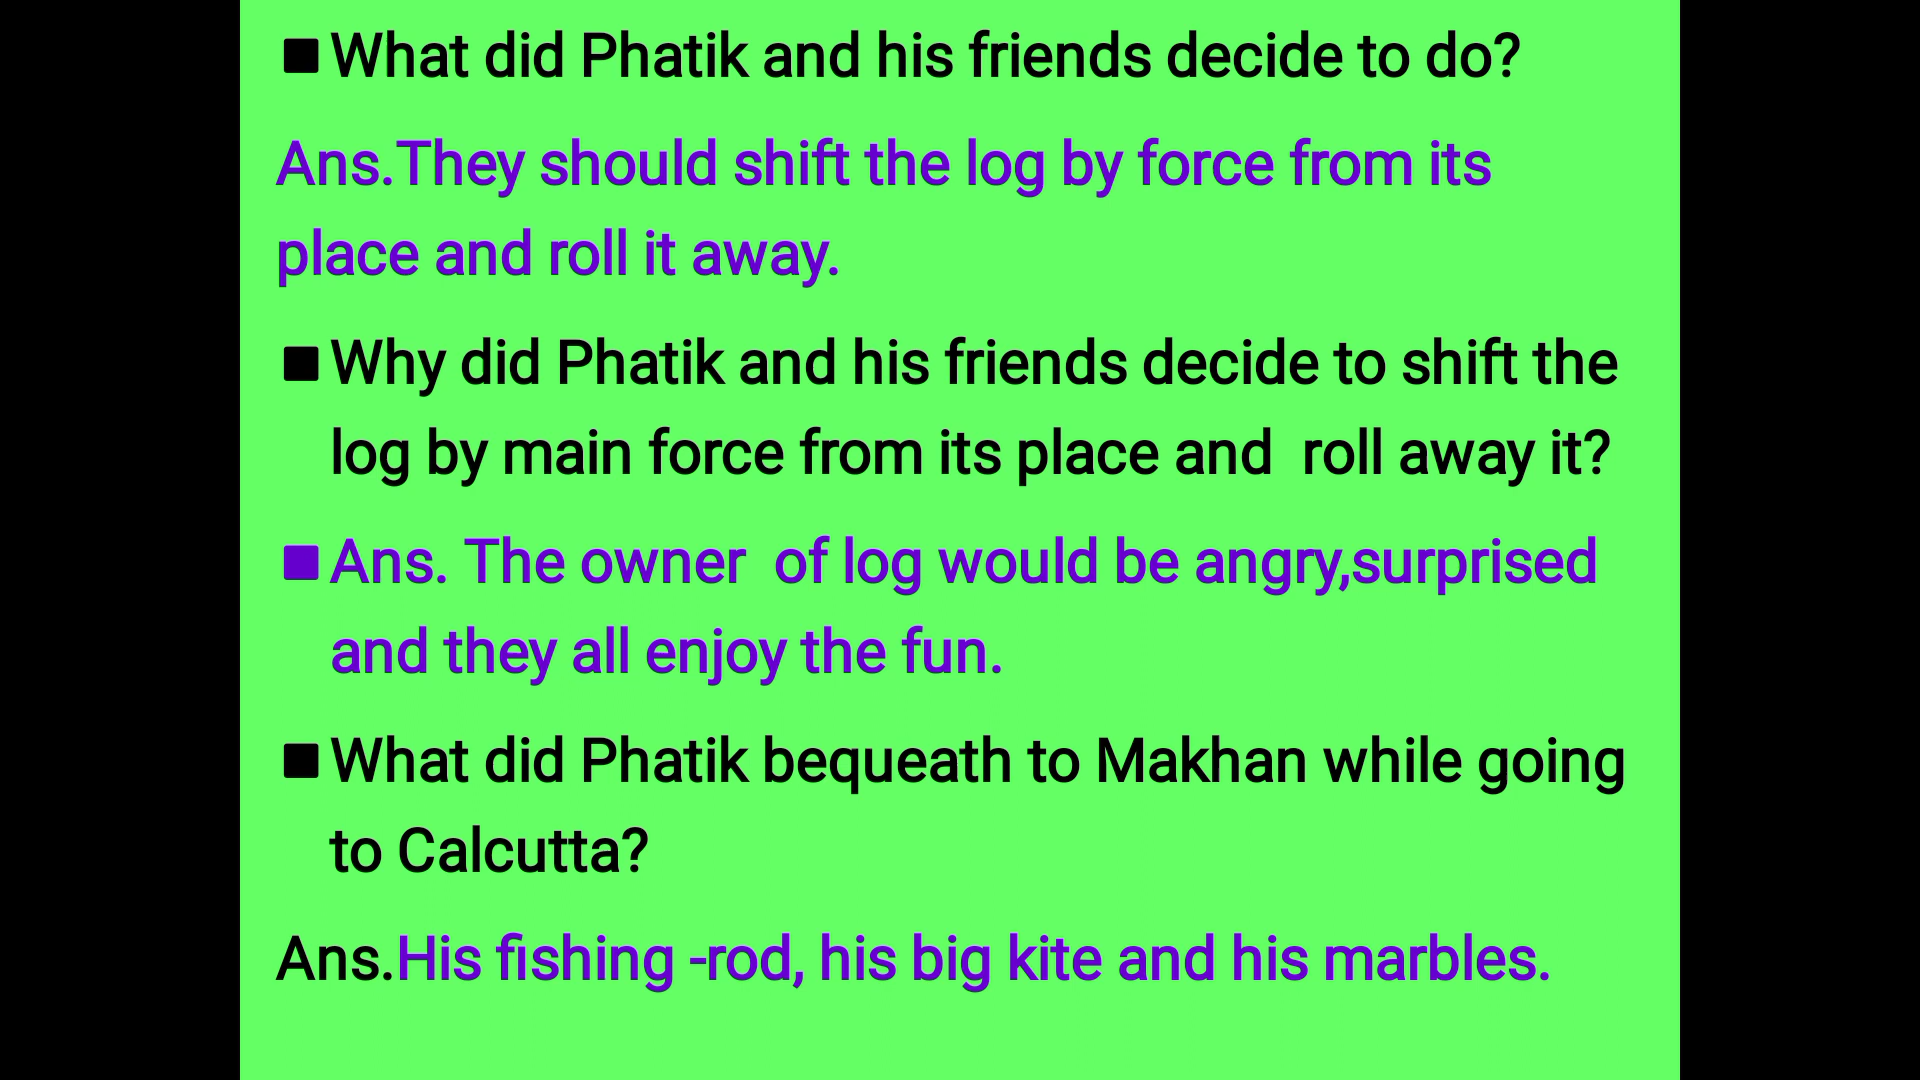 ■ What did Phatik and his friends decide to do?
Ans.They should shift the log by force from its
place and roll it away.
■ Why did Phatik and his friends decide to shift the
log by main force from its place and  roll away it?
■ Ans. The owner  of log would be angry,surprised
and they all enjoy the fun.
■ What did Phatik bequeath to Makhan while going
to Calcutta?
Ans.His fishing -rod, his big kite and his marbles.